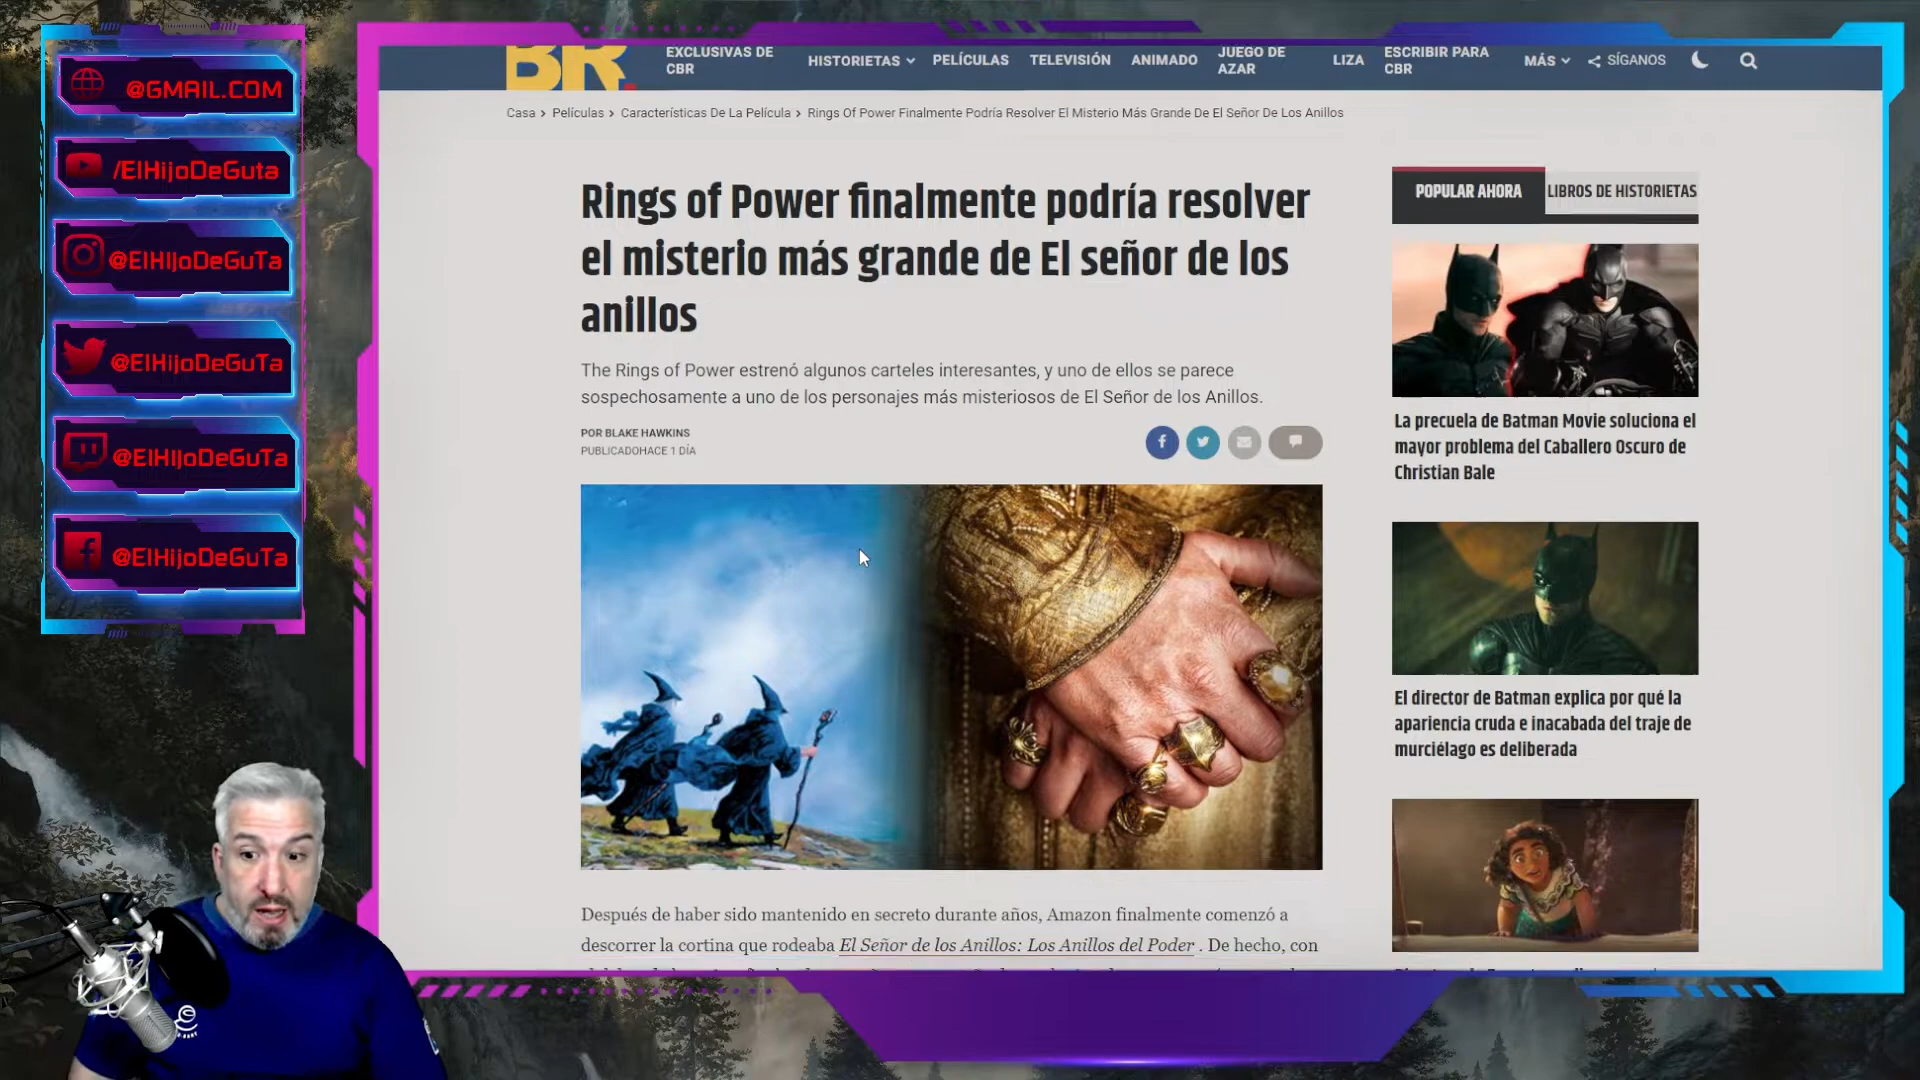 @GMAIL.COM
/ElHijoDeGuta
@ElHIJoDeGuTa
@ElHIJoDeGuTa
@ElHIJoDeGuTa
@ElHIJoDeGuTa
BR.
EXCLUSIVAS DE
CBR
HISTORIETAS
PELÍCULAS
TELEVISIÓN
ANIMADO
JUEGO DE
AZAR
LIZA
ESCRIBIR PARA
CBR
MÁS
SÍGANOS
Casa > Películas > Características De La Película > Rings Of Power Finalmente Podría Resolver El Misterio Más Grande De El Señor De Los Anillos
Rings of Power finalmente podría resolver
el misterio más grande de El señor de los
anillos
The Rings of Power estrenó algunos carteles interesantes, y uno de ellos se parece
sospechosamente a uno de los personajes más misteriosos de El Señor de los Anillos.
POR BLAKE HAWKINS
PUBLICADOHACE 1 DÍA
Después de haber sido mantenido en secreto durante años, Amazon finalmente comenzó a
descorrer la cortina que rodeaba El Señor de los Anillos: Los Anillos del Poder . De hecho, con
POPULAR AHORA
LIBROS DE HISTORIETAS
La precuela de Batman Movie soluciona el
mayor problema del Caballero Oscuro de
Christian Bale
El director de Batman explica por qué la
apariencia cruda e inacabada del traje de
murciélago es deliberada